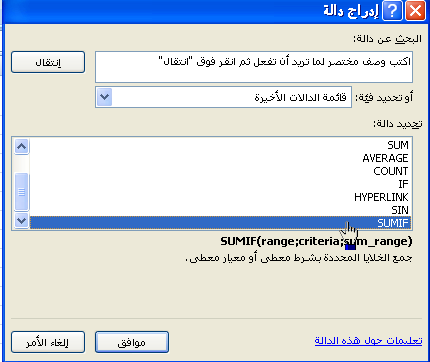 إدراج دالة
البحث عن دالة:
اكتب وصف مختصر لما تريد أن تفعل ثم انقر فوق "انتقال"
إنتقال
أو تحديد فئة: قائمة الدالات الأخيرة
تحديد دالة:
SUM
AVERAGE
COUNT
IF
HYPERLINK
SIN
SUMIF
SUMIF(range;criteria;sum_range)
جمع الخلايا المحددة بشرط معطى أو معيار معطى.
تعليمات حول هذه الدالة
موافق
إلغاء الأمر